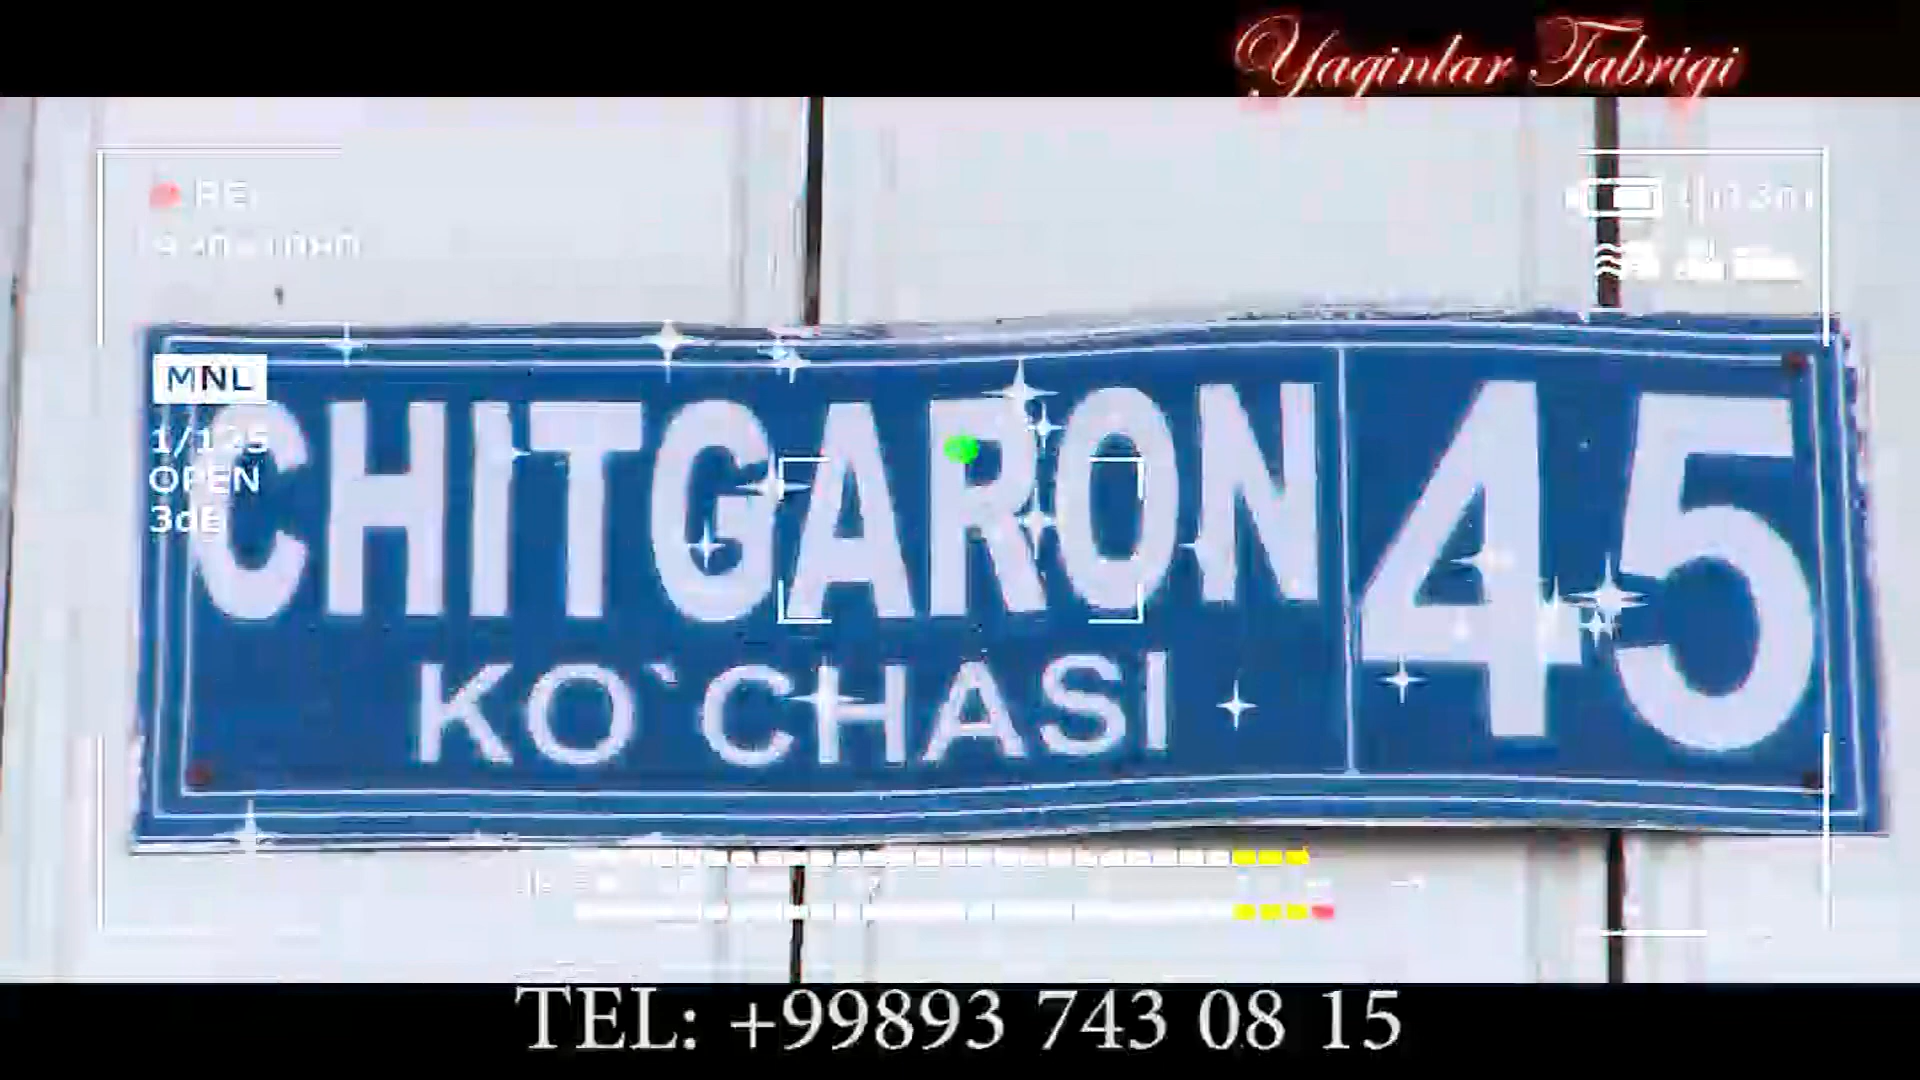 Yaqinlar Tabrigi
MNL
1/125
OPEN
3dB
CHITGARON 45
KO`CHASI
TEL: +99893 743 08 15